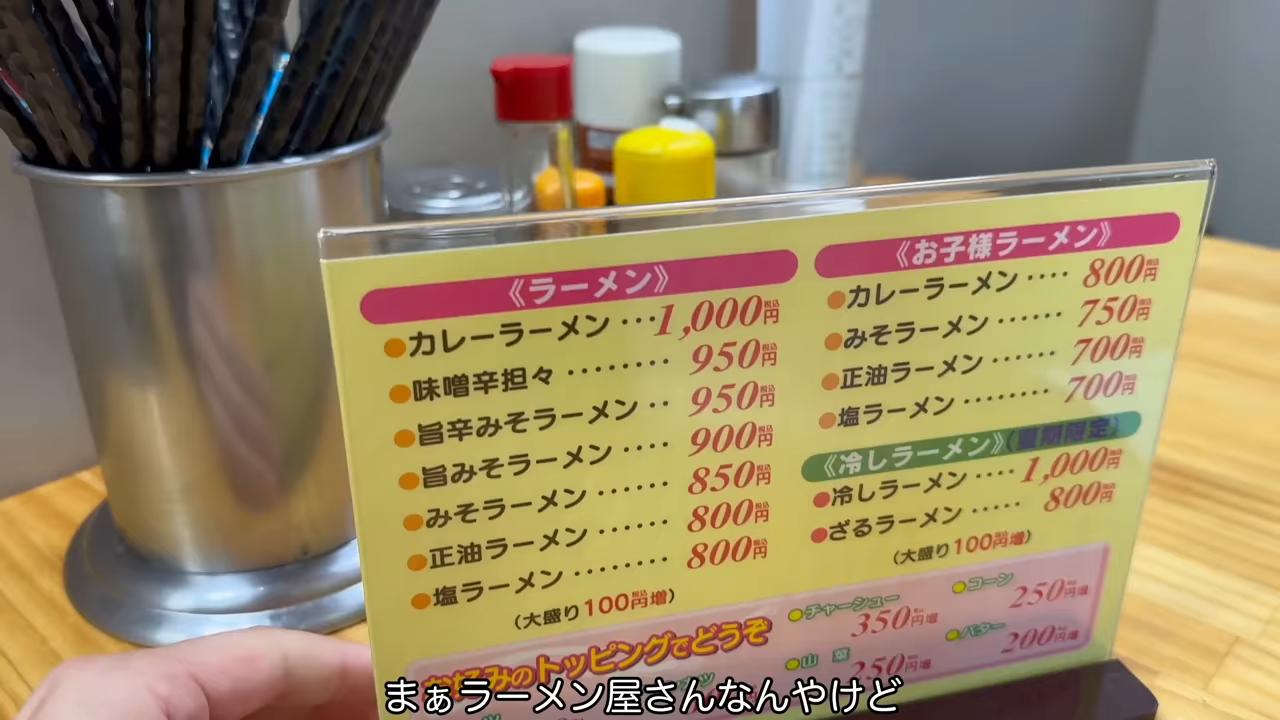 《ラーメン》
カレーラーメン ･･･1,000円税込
味噌辛担々 ････････ 950円税込
旨辛みそラーメン ･･ 950円税込
旨みそラーメン ････ 900円税込
みそラーメン ･･････ 850円税込
正油ラーメン ･･････ 800円税込
塩ラーメン ････････ 800円税込
(大盛り100円増)税込
《お子様ラーメン》
カレーラーメン ････ 800円税込
みそラーメン ･･････ 750円税込
正油ラーメン ･･････ 700円税込
塩ラーメン ････････ 700円税込
《冷しラーメン》(夏期限定)
冷しラーメン ････ 1,000円税込
ざるラーメン ･････ 800円税込
(大盛り100円増)
お好みのトッピングでどうぞ
チャーシュー 350円増
コーン 250円増
山菜 250円増
バター 200円増
まぁラーメン屋さんなんやけど